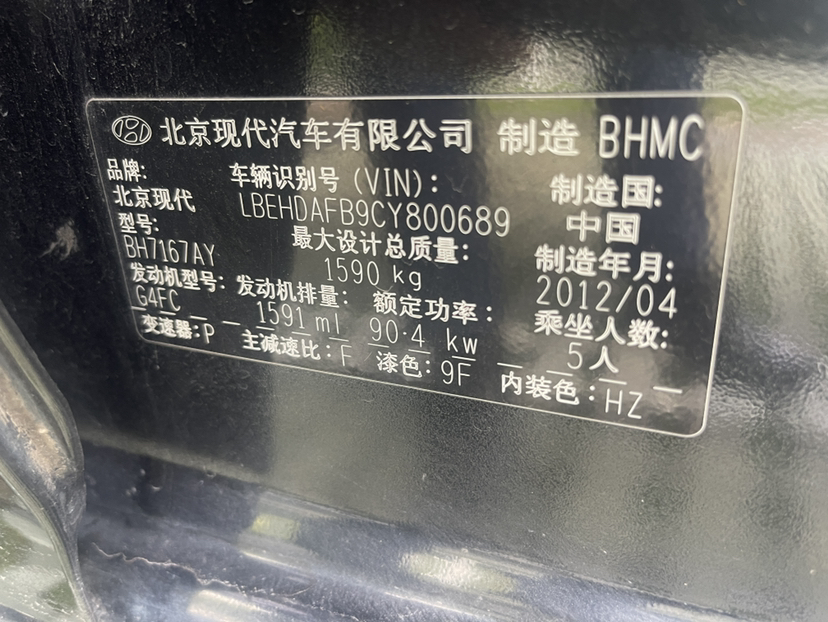 北京现代汽车有限公司 制造 BHMC
品牌: 车辆识别号 (VIN): 制造国:
北京现代 LBEHDAFB9CY800689 中国
型号: 最大设计总质量: 制造年月:
BH7167AY 1590 kg 2012/04
发动机型号: 发动机排量: 额定功率: 乘坐人数:
G4FC 1591 ml 90.4 kw 5人
变速器:P 主减速比:F 漆色:9F 内装色:HZ